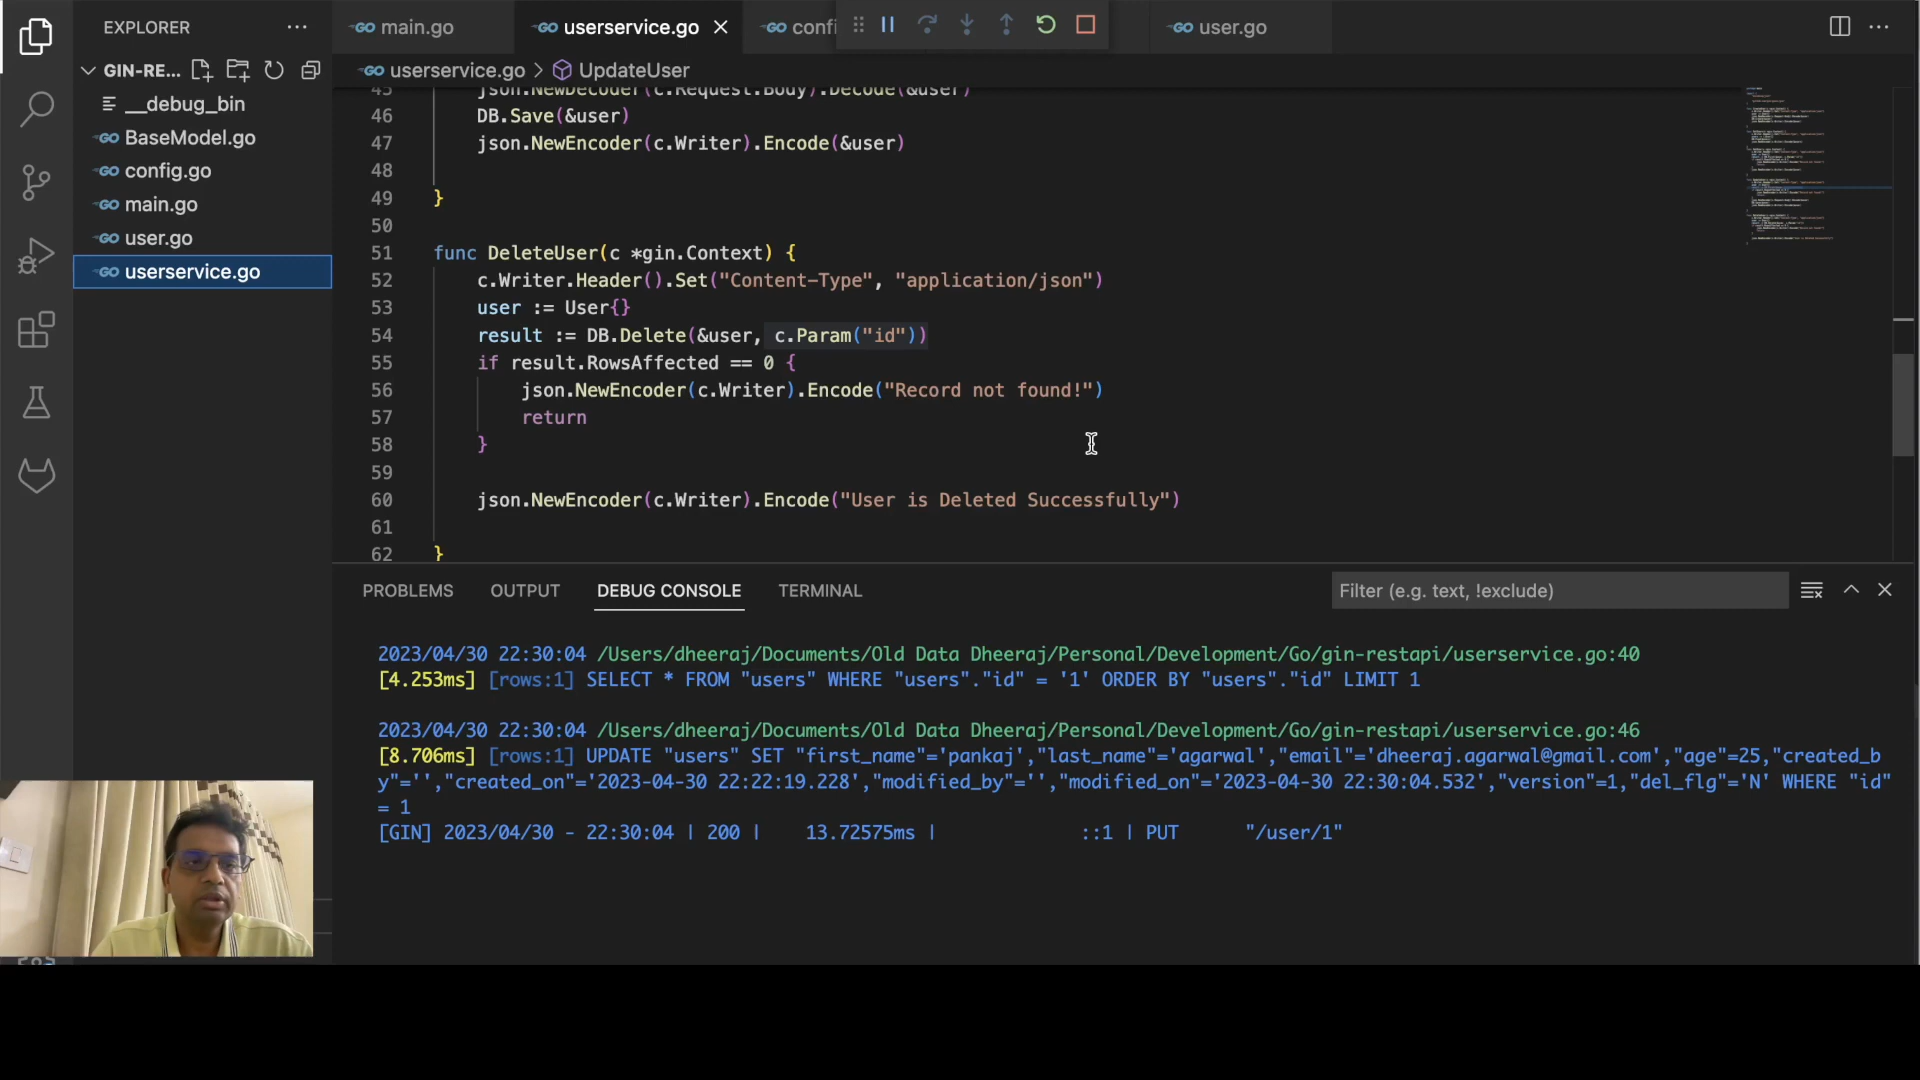 EXPLORER
main.go
userservice.go
confi
user.go
GIN-RE...
userservice.go > UpdateUser
__debug_bin
BaseModel.go
config.go
main.go
user.go
userservice.go
45 json.NewDecoder(c.Request.Body).Decode(&user)
46 DB.Save(&user)
47 json.NewEncoder(c.Writer).Encode(&user)
48
49 }
50
51 func DeleteUser(c *gin.Context) {
52 c.Writer.Header().Set("Content-Type", "application/json")
53 user := User{}
54 result := DB.Delete(&user, c.Param("id"))
55 if result.RowsAffected == 0 {
56 json.NewEncoder(c.Writer).Encode("Record not found!")
57 return
58 }
59
60 json.NewEncoder(c.Writer).Encode("User is Deleted Successfully")
61
62 }
PROBLEMS OUTPUT DEBUG CONSOLE TERMINAL
Filter (e.g. text, !exclude)
2023/04/30 22:30:04 /Users/dheeraj/Documents/Old Data Dheeraj/Personal/Development/Go/gin-restapi/userservice.go:40
[4.253ms] [rows:1] SELECT * FROM "users" WHERE "users"."id" = '1' ORDER BY "users"."id" LIMIT 1
2023/04/30 22:30:04 /Users/dheeraj/Documents/Old Data Dheeraj/Personal/Development/Go/gin-restapi/userservice.go:46
[8.706ms] [rows:1] UPDATE "users" SET "first_name"='pankaj',"last_name"='agarwal',"email"='dheeraj.agarwal@gmail.com',"age"=25,"created_b
y"='',"created_on"='2023-04-30 22:22:19.228',"modified_by"='',"modified_on"='2023-04-30 22:30:04.532',"version"=1,"del_flg"='N' WHERE "id"
= 1
[GIN] 2023/04/30 - 22:30:04 | 200 | 13.72575ms | ::1 | PUT "/user/1"